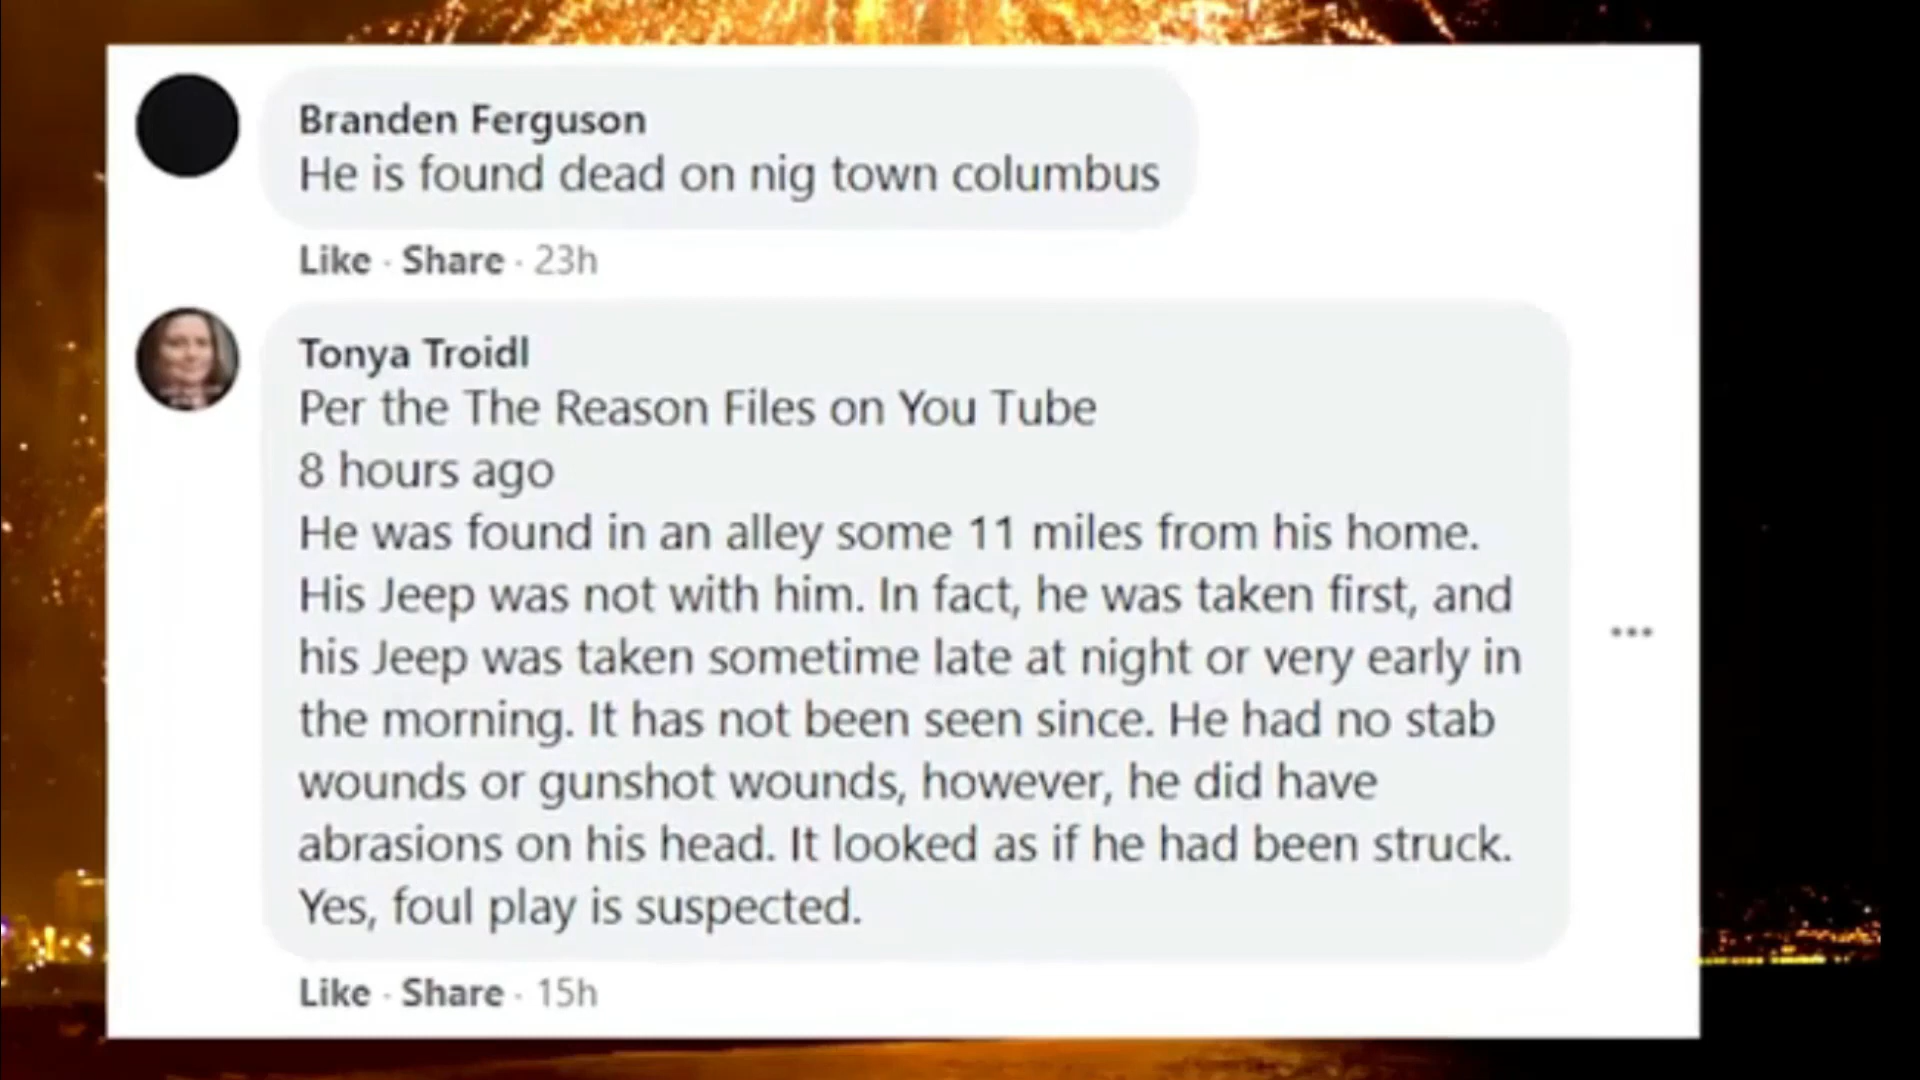 Branden Ferguson
He is found dead on nig town columbus
Like · Share · 23h
Tonya Troidl
Per the The Reason Files on You Tube
8 hours ago
He was found in an alley some 11 miles from his home.
His Jeep was not with him. In fact, he was taken first, and
his Jeep was taken sometime late at night or very early in
the morning. It has not been seen since. He had no stab
wounds or gunshot wounds, however, he did have
abrasions on his head. It looked as if he had been struck.
Yes, foul play is suspected.
Like · Share · 15h